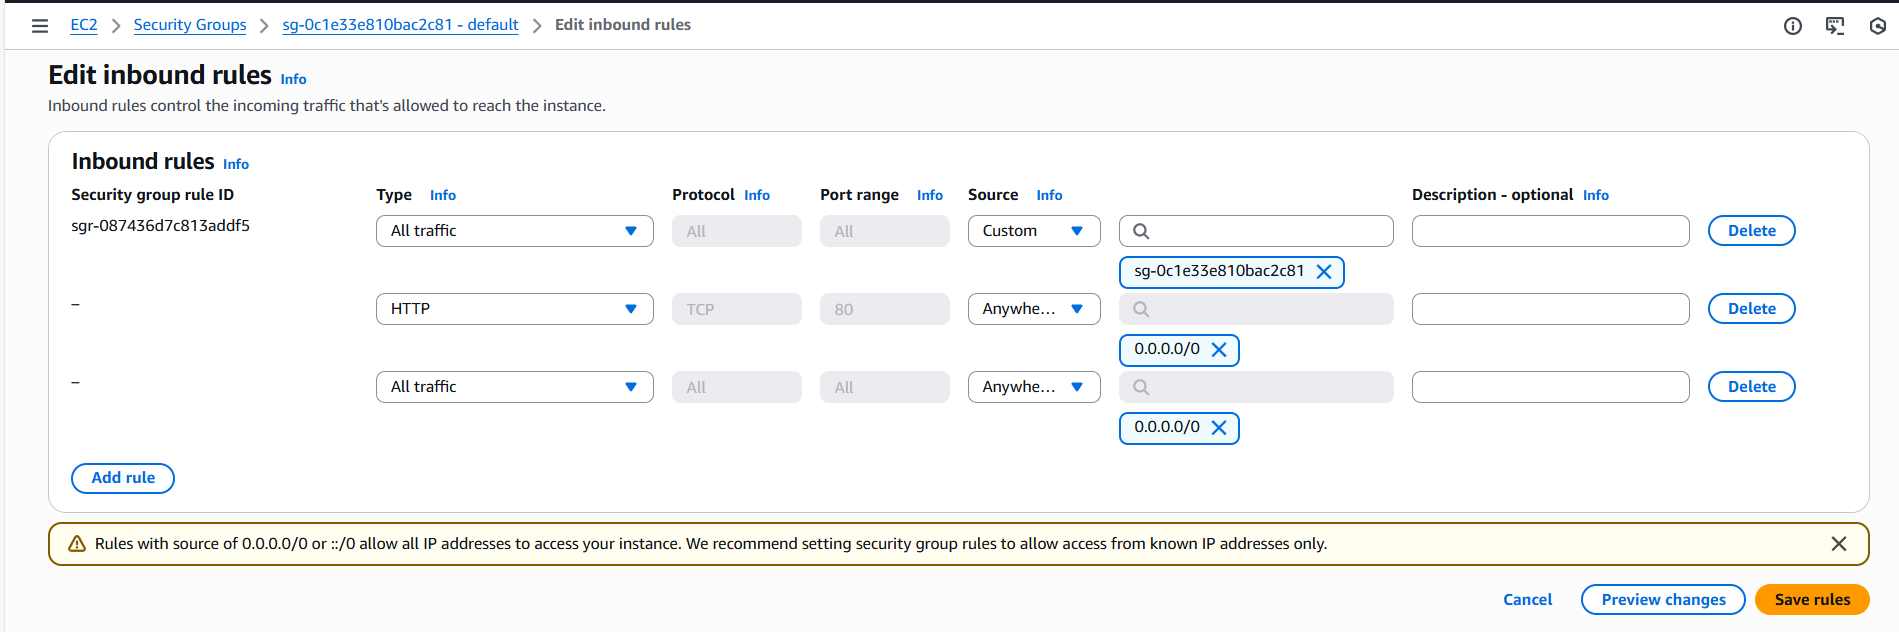 EC2 > Security Groups > sg-0c1e33e810bac2c81 - default > Edit inbound rules
Edit inbound rules Info
Inbound rules control the incoming traffic that's allowed to reach the instance.
Inbound rules Info
Security group rule ID Type Info Protocol Info Port range Info Source Info Description - optional Info
sgr-087436d7c813addf5 All traffic All All Custom Delete
sg-0c1e33e810bac2c81
– HTTP TCP 80 Anywhe... Delete
0.0.0.0/0
– All traffic All All Anywhe... Delete
0.0.0.0/0
Add rule
Rules with source of 0.0.0.0/0 or ::/0 allow all IP addresses to access your instance. We recommend setting security group rules to allow access from known IP addresses only.
Cancel Preview changes Save rules